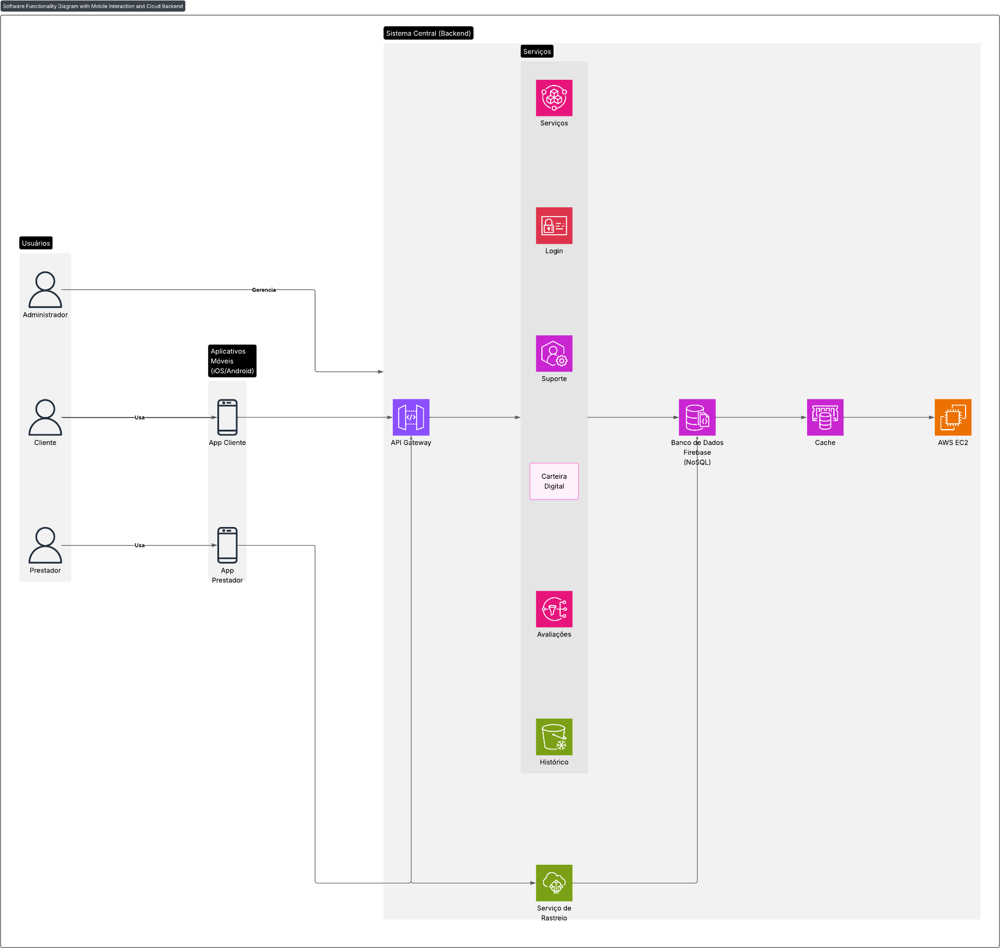 Software Functionality Diagram with Mobile Interaction and Cloud Backend
Sistema Central (Backend)
Serviços
Serviços
Login
Usuários
Gerencia
Administrador
Aplicativos
Móveis
(iOS/Android)
Suporte
Usa
Cliente
App Cliente
API Gateway
Banco de Dados
Firebase
(NoSQL)
Cache
AWS EC2
Carteira
Digital
Usa
Prestador
App
Prestador
Avaliações
Histórico
Serviço de
Rastreio